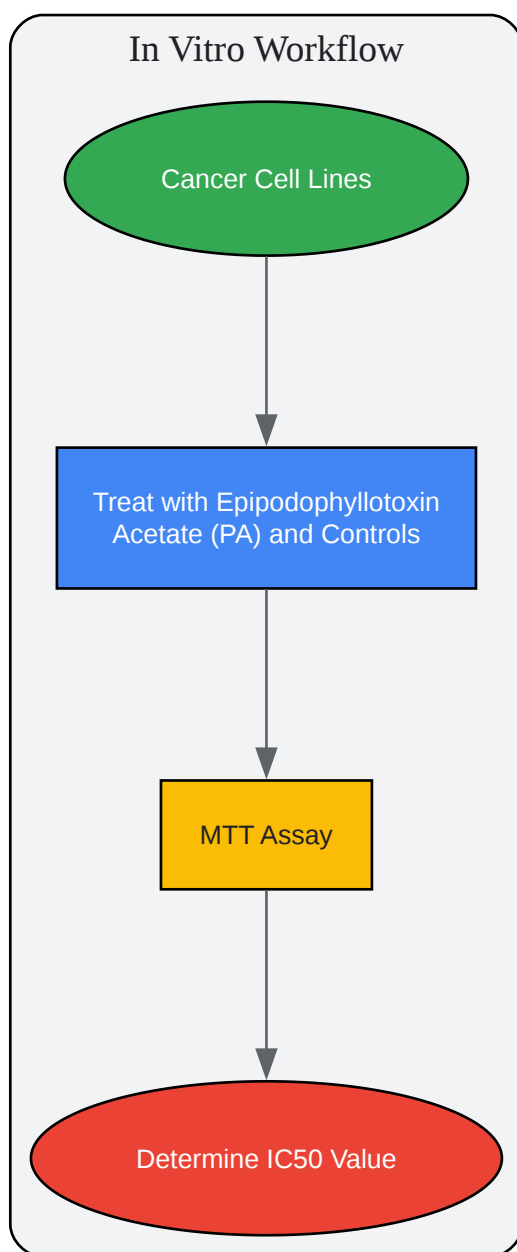 In Vitro Workflow
Cancer Cell Lines
Treat with Epipodophyllotoxin
Acetate (PA) and Controls
MTT Assay
Determine IC50 Value